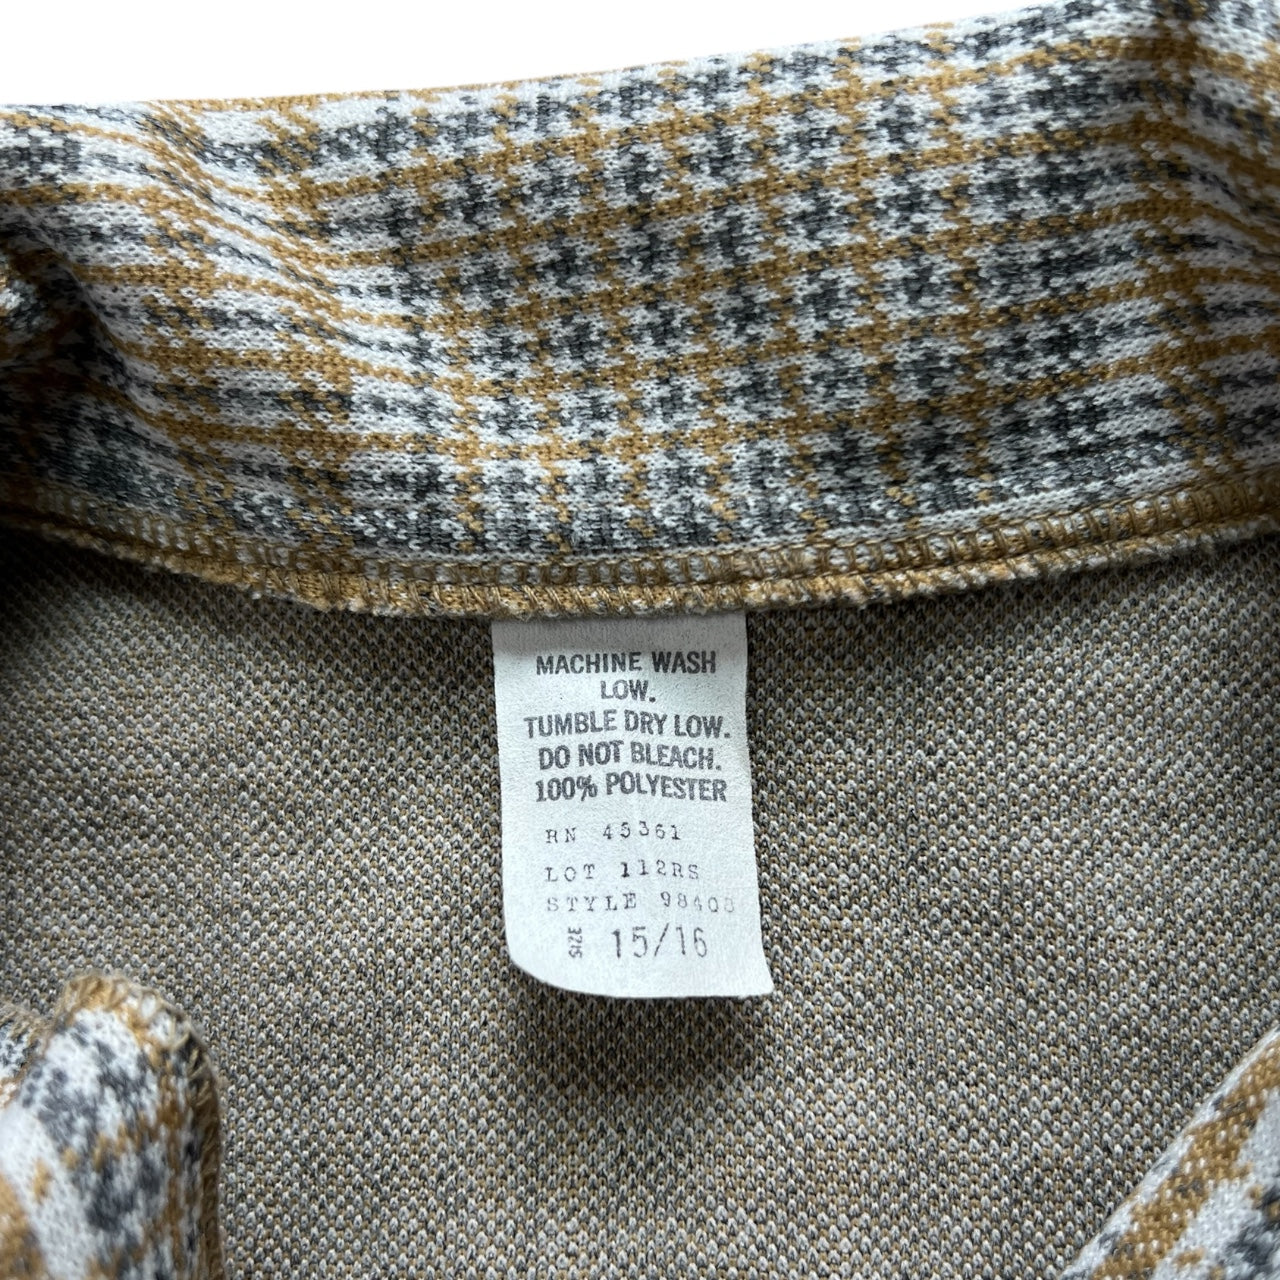 MACHINE WASH
LOW.
TUMBLE DRY LOW.
DO NOT BLEACH.
100% POLYESTER
RN 45361
LOT 112RS
STYLE 98408
SIZE 15/16